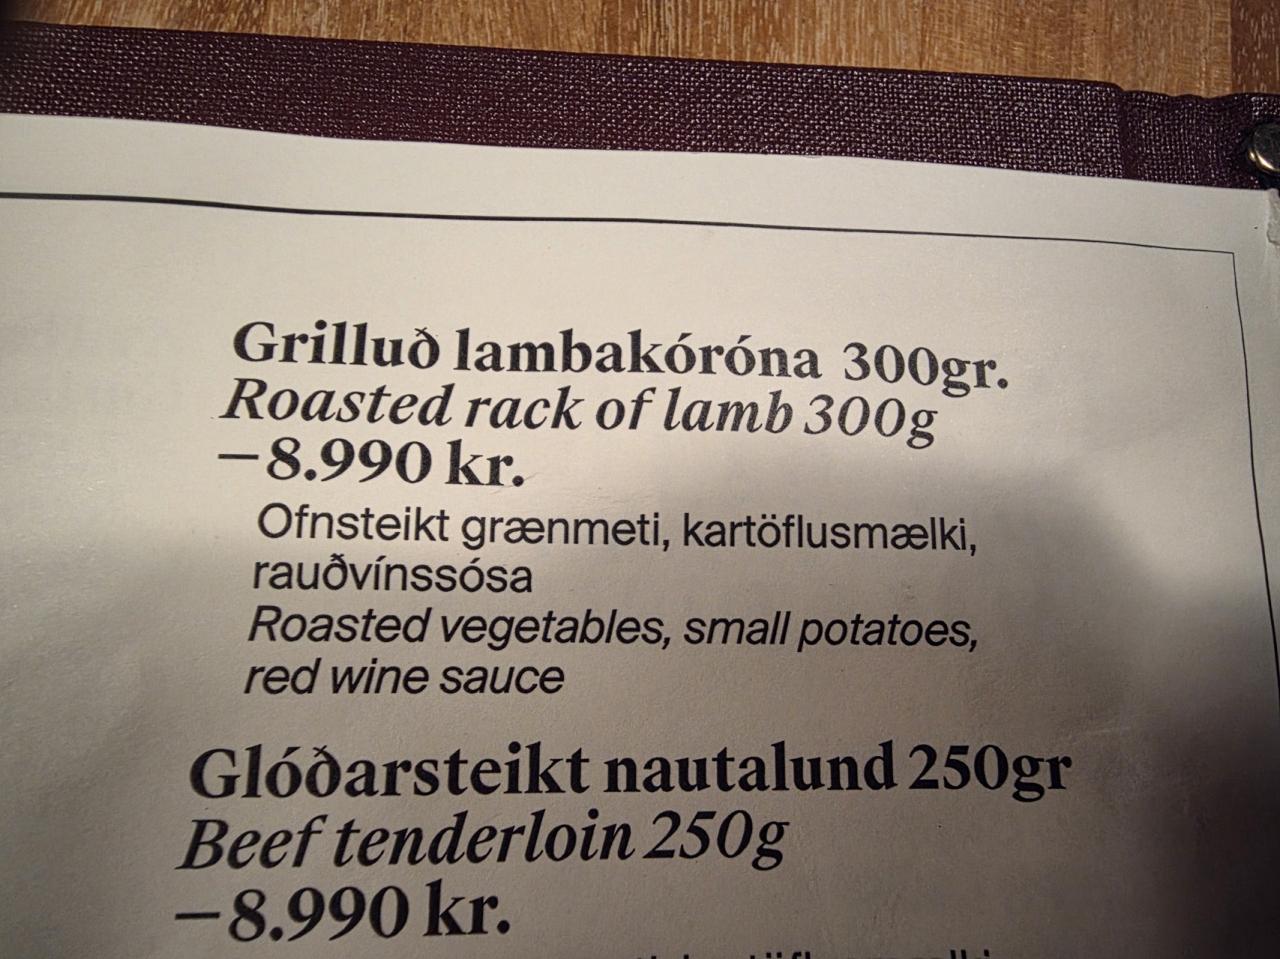 Grilluð lambakóróna 300gr.
Roasted rack of lamb 300g
–8.990 kr.
Ofnsteikt grænmeti, kartöflusmælki,
rauðvínssósa
Roasted vegetables, small potatoes,
red wine sauce
Glóðarsteikt nautalund 250gr
Beef tenderloin 250g
–8.990 kr.